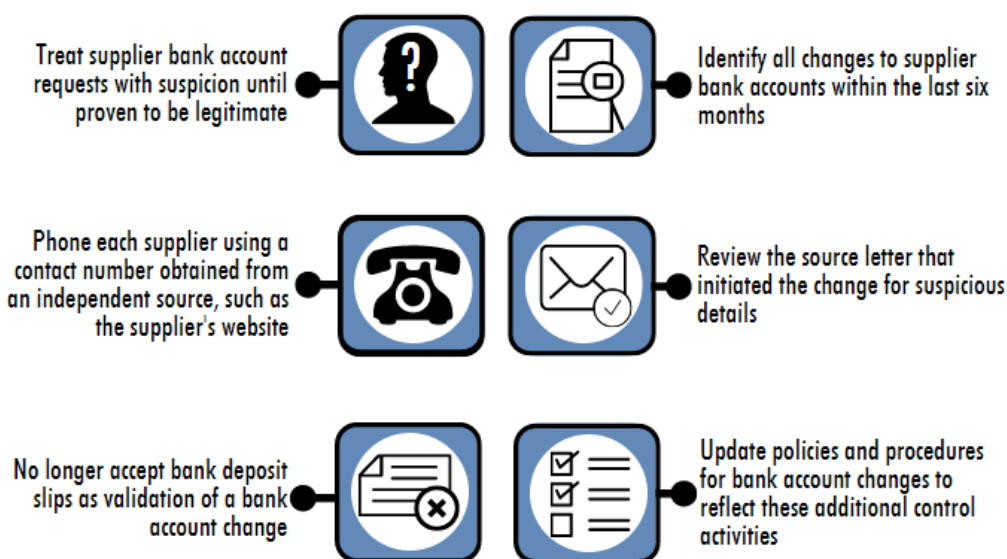 Treat supplier bank account
requests with suspicion until
proven to be legitimate
?
Identify all changes to supplier
bank accounts within the last six
months
Phone each supplier using a
contact number obtained from
an independent source, such as
the supplier's website
Review the source letter that
initiated the change for suspicious
details
No longer accept bank deposit
slips as validation of a bank
account change
Update policies and procedures
for bank account changes to
reflect these additional control
activities